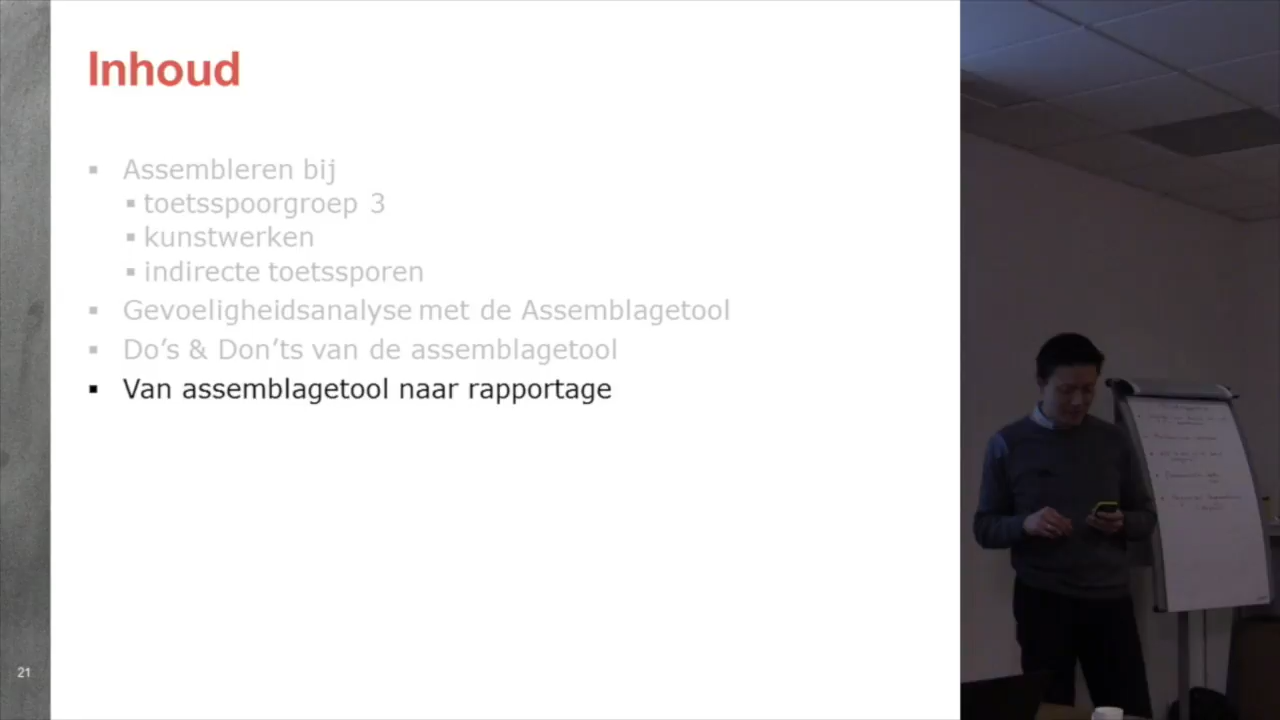 Inhoud
▪ Assembleren bij
▪ toetsspoorgroep 3
▪ kunstwerken
▪ indirecte toetssporen
▪ Gevoeligheidsanalyse met de Assemblagetool
▪ Do’s & Don’ts van de assemblagetool
▪ Van assemblagetool naar rapportage
21